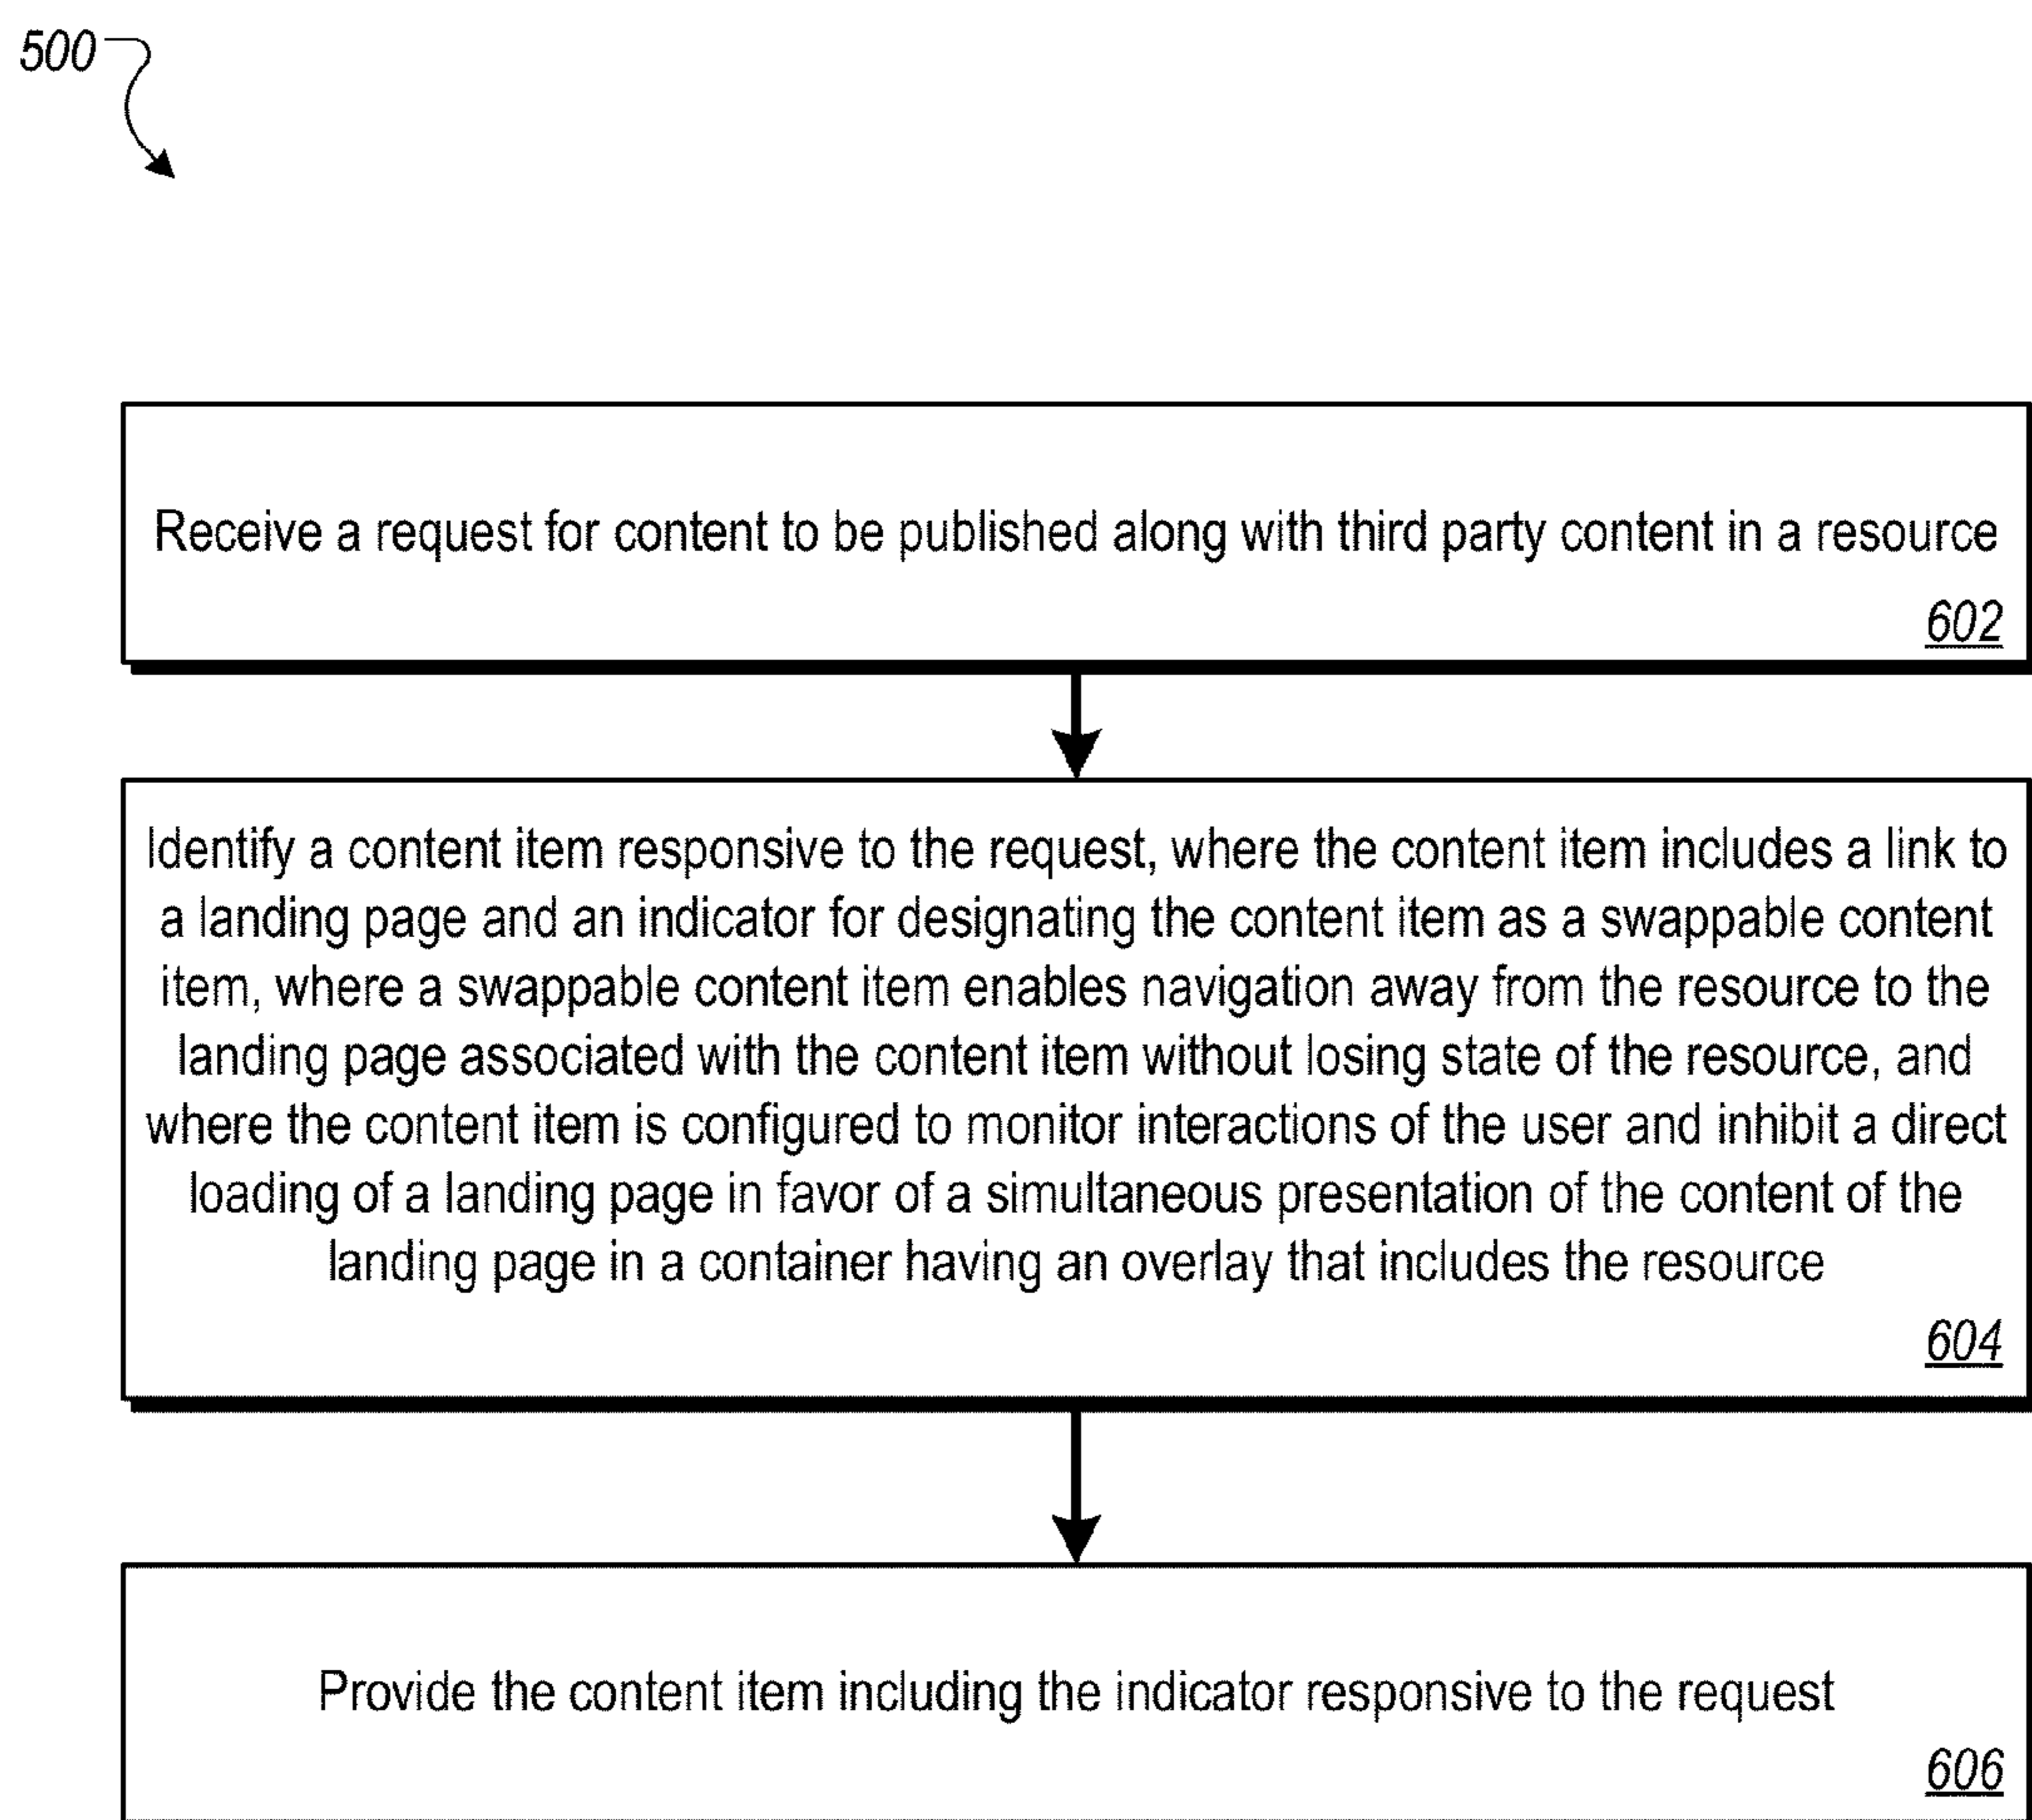 500
Receive a request for content to be published along with third party content in a resource
602
Identify a content item responsive to the request, where the content item includes a link to
a landing page and an indicator for designating the content item as a swappable content
item, where a swappable content item enables navigation away from the resource to the
landing page associated with the content item without losing state of the resource, and
where the content item is configured to monitor interactions of the user and inhibit a direct
loading of a landing page in favor of a simultaneous presentation of the content of the
landing page in a container having an overlay that includes the resource
604
Provide the content item including the indicator responsive to the request
606